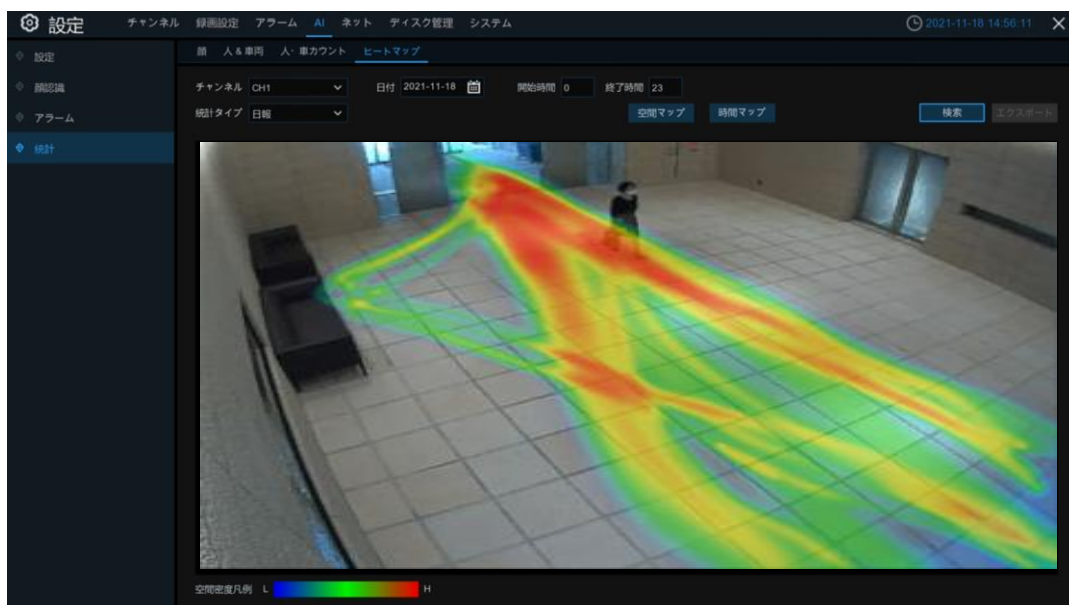 設定 チャンネル 録画設定 アラーム AI ネット ディスク管理 システム 2021-11-18 14:56:11
設定 顔 人&車両 人・車カウント ヒートマップ
顔認識
チャンネル CH1 日付 2021-11-18 開始時間 0 終了時間 23
アラーム
統計タイプ 日報 空間マップ 時間マップ 検索 エクスポート
統計
空間密度凡例 L H